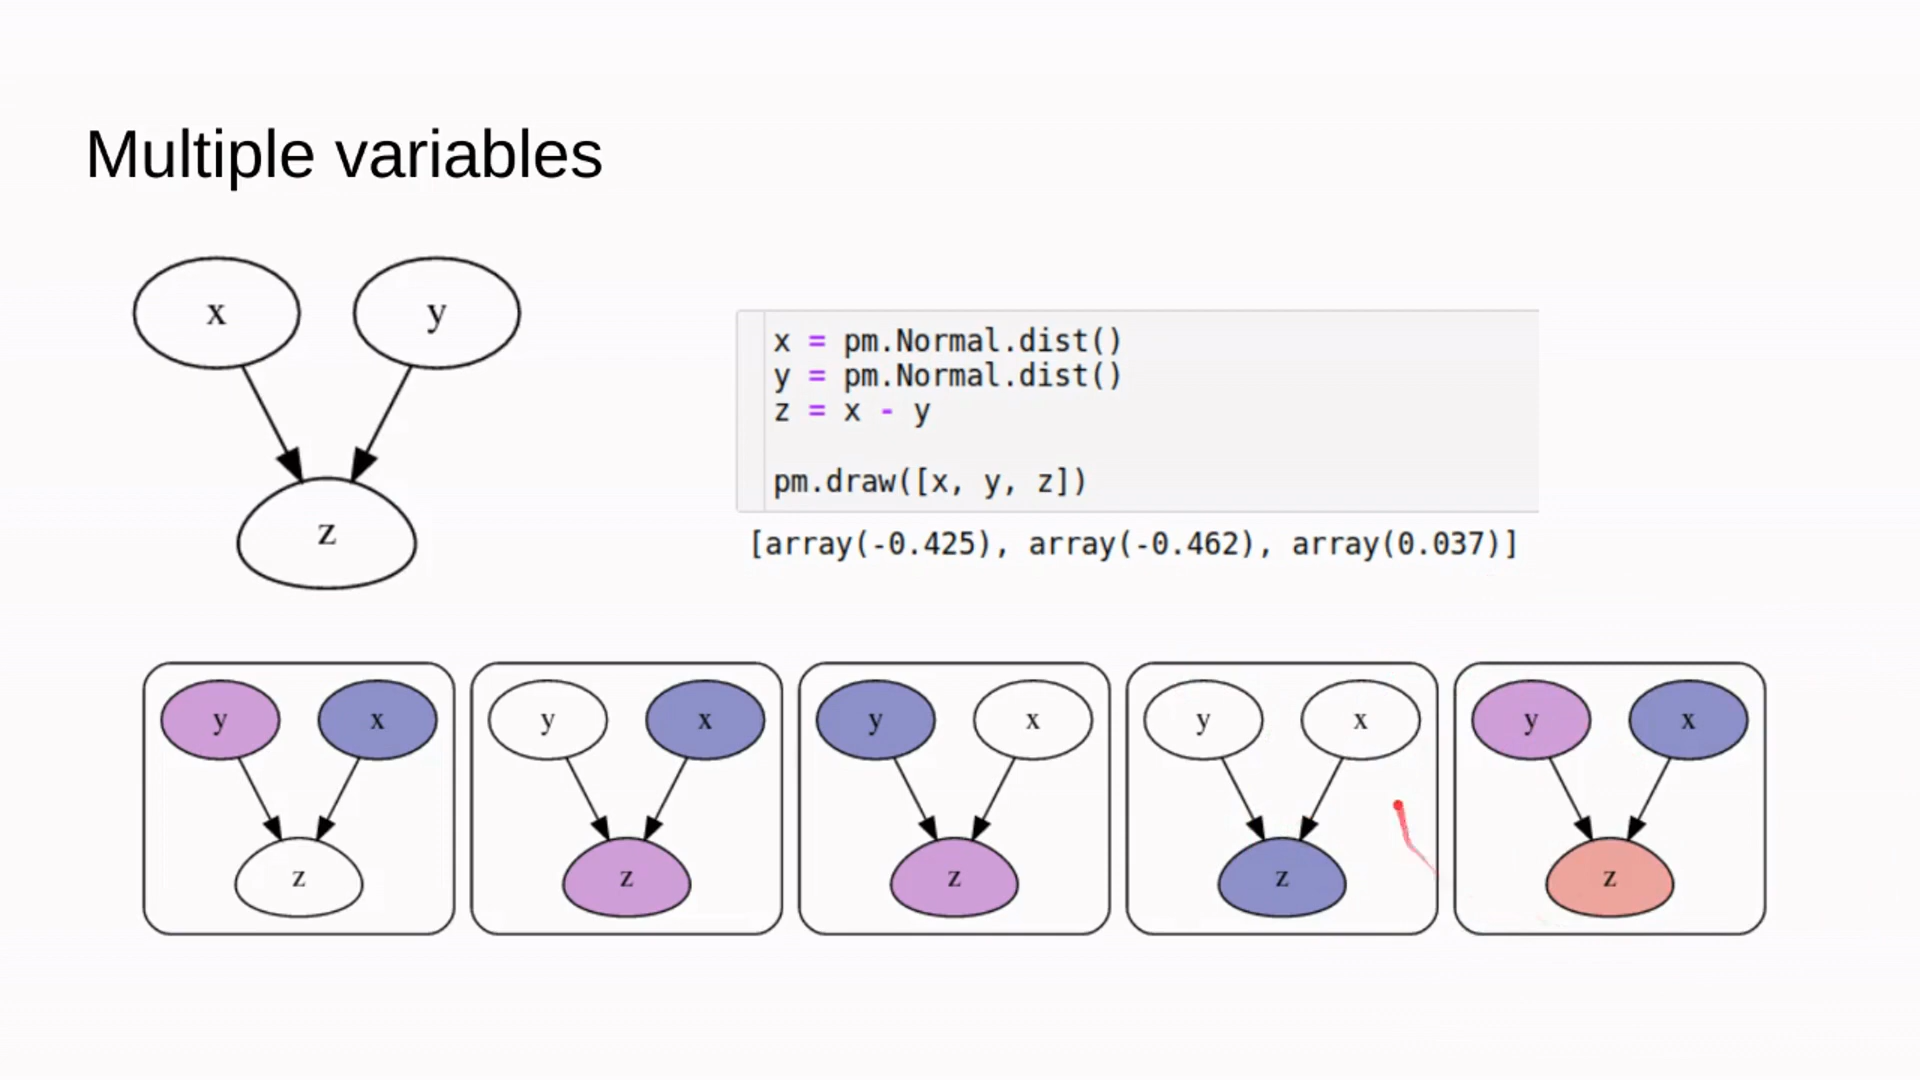 Multiple variables
x y
z
x = pm.Normal.dist()
y = pm.Normal.dist()
z = x - y
pm.draw([x, y, z])
[array(-0.425), array(-0.462), array(0.037)]
y x
z
y x
z
y x
z
y x
z
y x
z